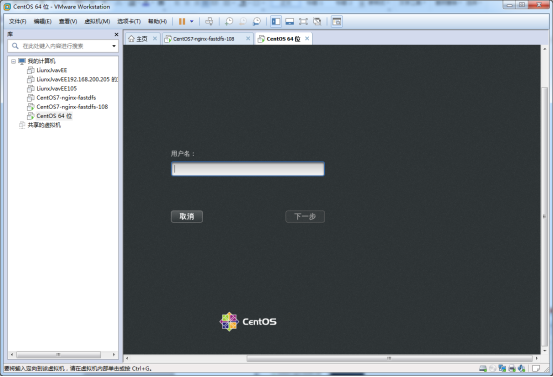 CentOS 64 位 - VMware Workstation
文件(F) 编辑(E) 查看(V) 虚拟机(M) 选项卡(T) 帮助(H)
库
在此处键入内容进行搜索
我的计算机
LiunxJvavEE
LiunxJvavEE192.168.200.205 的
LiunxJvavEE105
CentOS7-nginx-fastdfs
CentOS7-nginx-fastdfs-108
CentOS 64 位
共享的虚拟机
主页 CentOS7-nginx-fastdfs-108 CentOS 64 位
用户名：
取消 下一步
CentOS
要将输入定向到该虚拟机，请在虚拟机内部单击或按 Ctrl+G。